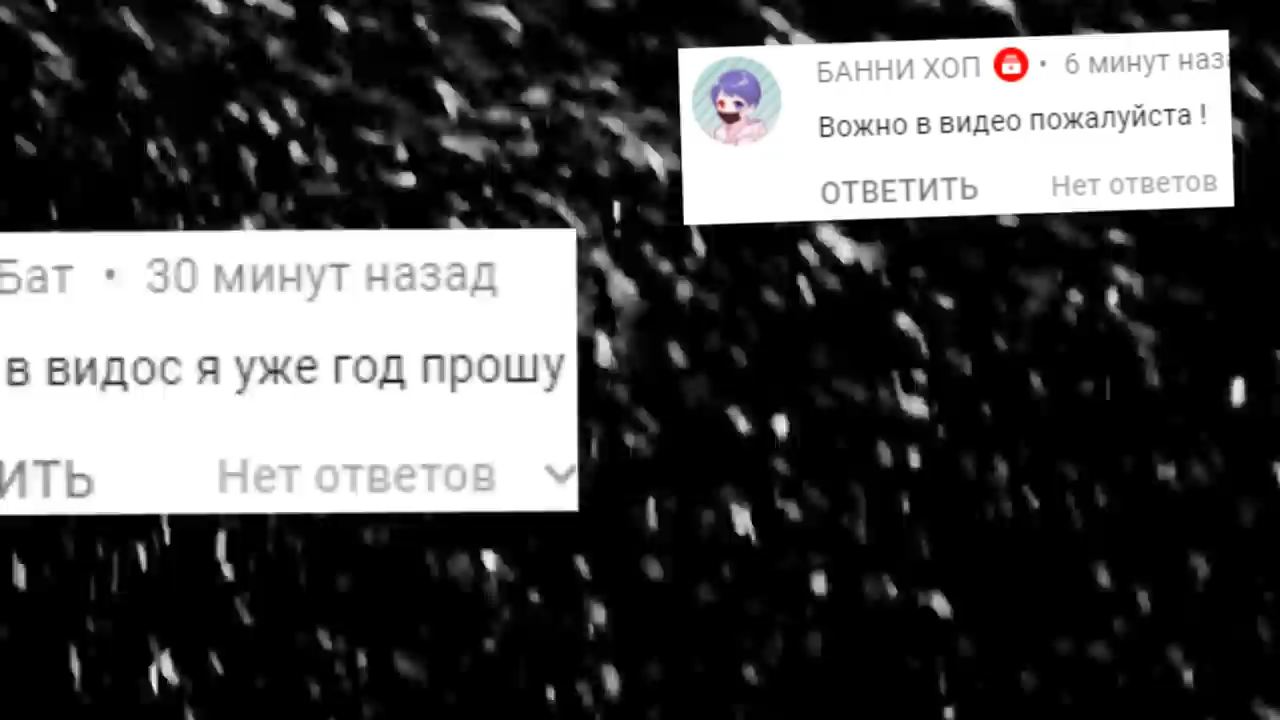 БАННИ ХОП • 6 минут наза
Вожно в видео пожалуйста !
ОТВЕТИТЬ Нет ответов
Бат • 30 минут назад
в видос я уже год прошу
ИТЬ Нет ответов